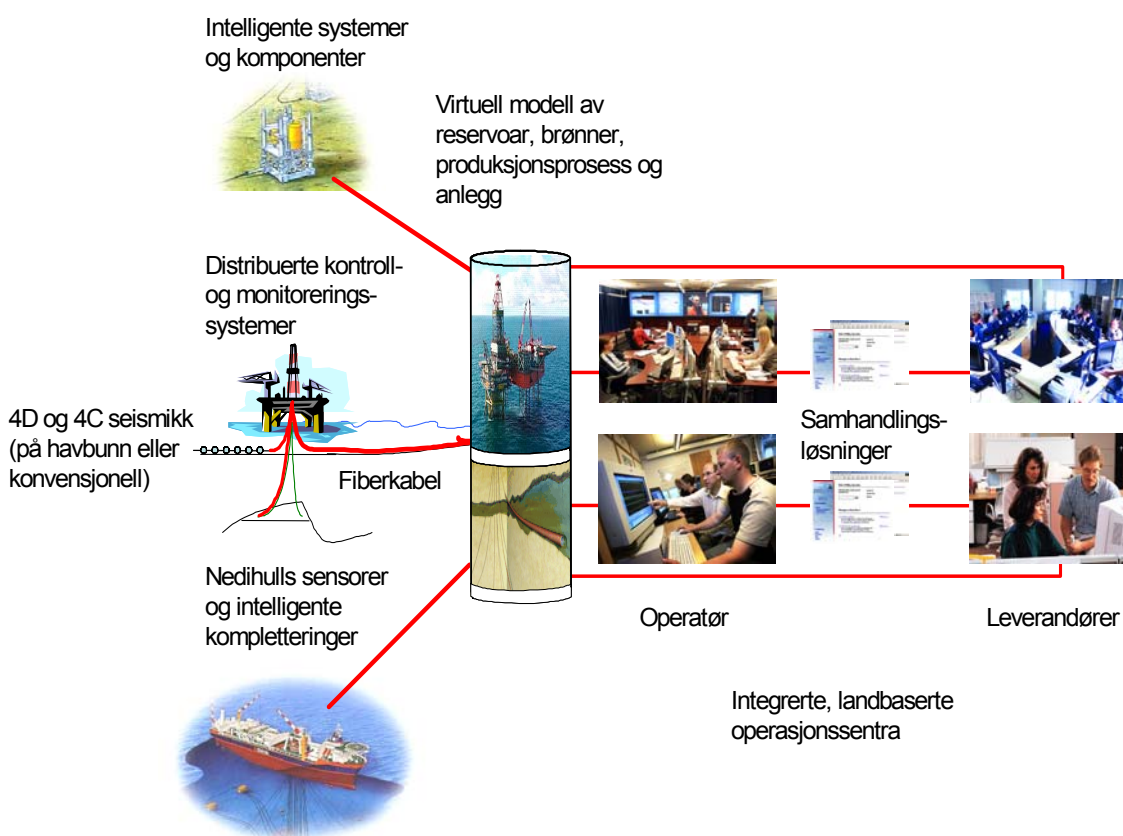 Intelligente systemer
og komponenter
Virtuell modell av
reservoar, brønner,
produksjonsprosess og
anlegg
Distribuerte kontroll-
og monitorerings-
systemer
4D og 4C seismikk
(på havbunn eller
konvensjonell)
Fiberkabel
Samhandlings-
løsninger
Nedihulls sensorer
og intelligente
kompletteringer
Operatør
Leverandører
Integrerte, landbaserte
operasjonssentra